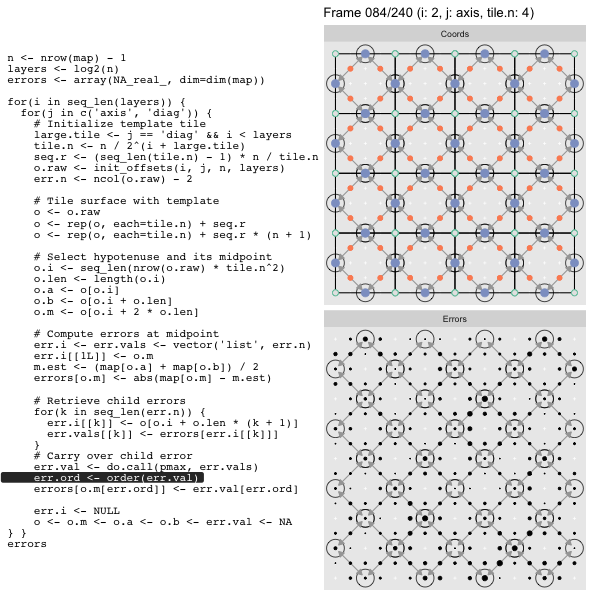 Frame 084/240 (i: 2, j: axis, tile.n: 4)
Coords
n <- nrow(map) - 1
layers <- log2(n)
errors <- array(NA_real_, dim=dim(map))
for(i in seq_len(layers)) {
  for(j in c('axis', 'diag')) {
    # Initialize template tile
    large.tile <- j == 'diag' && i < layers
    tile.n <- n / 2^(i + large.tile)
    seq.r <- (seq_len(tile.n) - 1) * n / tile.n
    o.raw <- init_offsets(i, j, n, layers)
    err.n <- ncol(o.raw) - 2
    # Tile surface with template
    o <- o.raw
    o <- rep(o, each=tile.n) + seq.r
    o <- rep(o, each=tile.n) + seq.r * (n + 1)
    # Select hypotenuse and its midpoint
    o.i <- seq_len(nrow(o.raw) * tile.n^2)
    o.len <- length(o.i)
    o.a <- o[o.i]
    o.b <- o[o.i + o.len]
    o.m <- o[o.i + 2 * o.len]
    # Compute errors at midpoint
    err.i <- err.vals <- vector('list', err.n)
    err.i[[1L]] <- o.m
    m.est <- (map[o.a] + map[o.b]) / 2
    errors[o.m] <- abs(map[o.m] - m.est)
    # Retrieve child errors
    for(k in seq_len(err.n)) {
      err.i[[k]] <- o[o.i + o.len * (k + 1)]
      err.vals[[k]] <- errors[err.i[[k]]]
    }
    # Carry over child error
    err.val <- do.call(pmax, err.vals)
    err.ord <- order(err.val)
    errors[o.m[err.ord]] <- err.val[err.ord]
    err.i <- NULL
    o <- o.m <- o.a <- o.b <- err.val <- NA
} }
errors
Errors